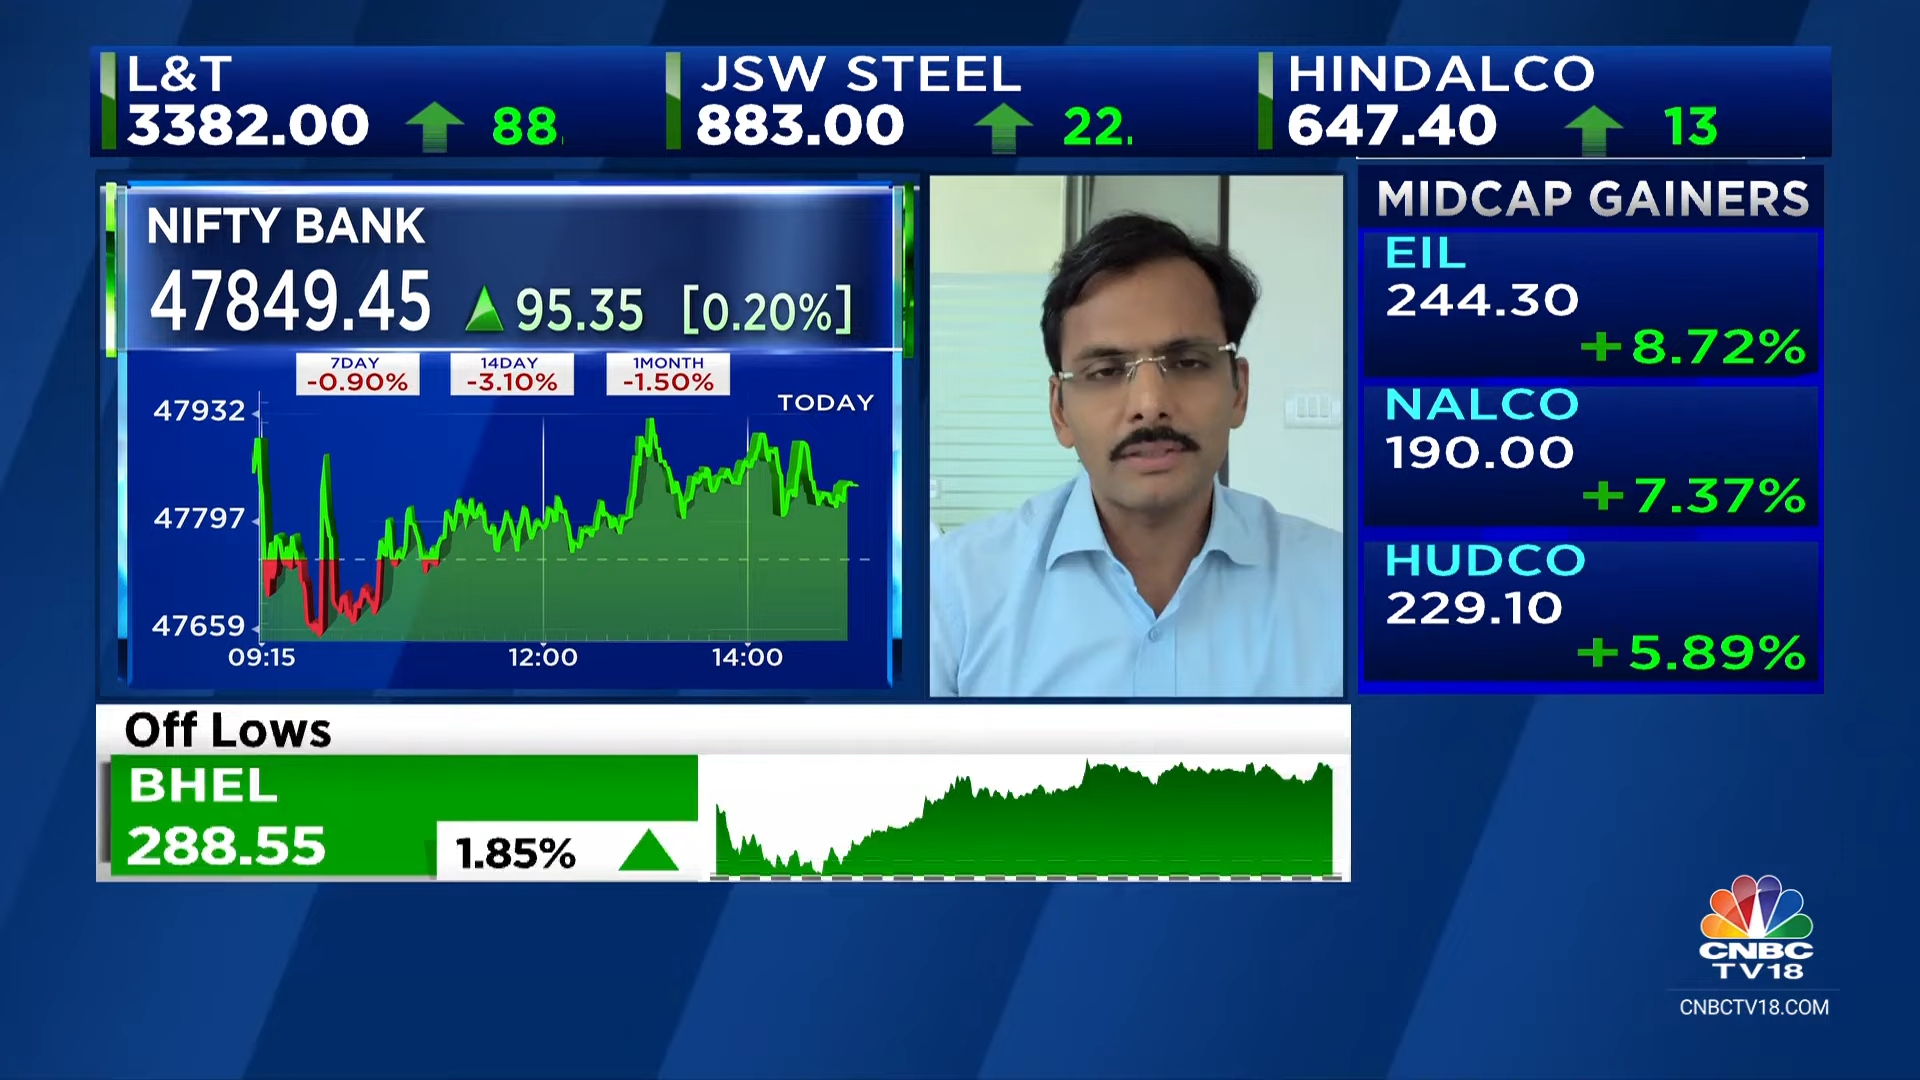 L&T
3382.00 88.
JSW STEEL
883.00 22.
HINDALCO
647.40 13
NIFTY BANK
47849.45 95.35 [0.20%]
7DAY
-0.90%
14DAY
-3.10%
1MONTH
-1.50%
TODAY
47932
47797
47659
09:15 12:00 14:00
MIDCAP GAINERS
EIL
244.30
+8.72%
NALCO
190.00
+7.37%
HUDCO
229.10
+5.89%
Off Lows
BHEL
288.55
1.85%
CNBC
TV18
CNBCTV18.COM